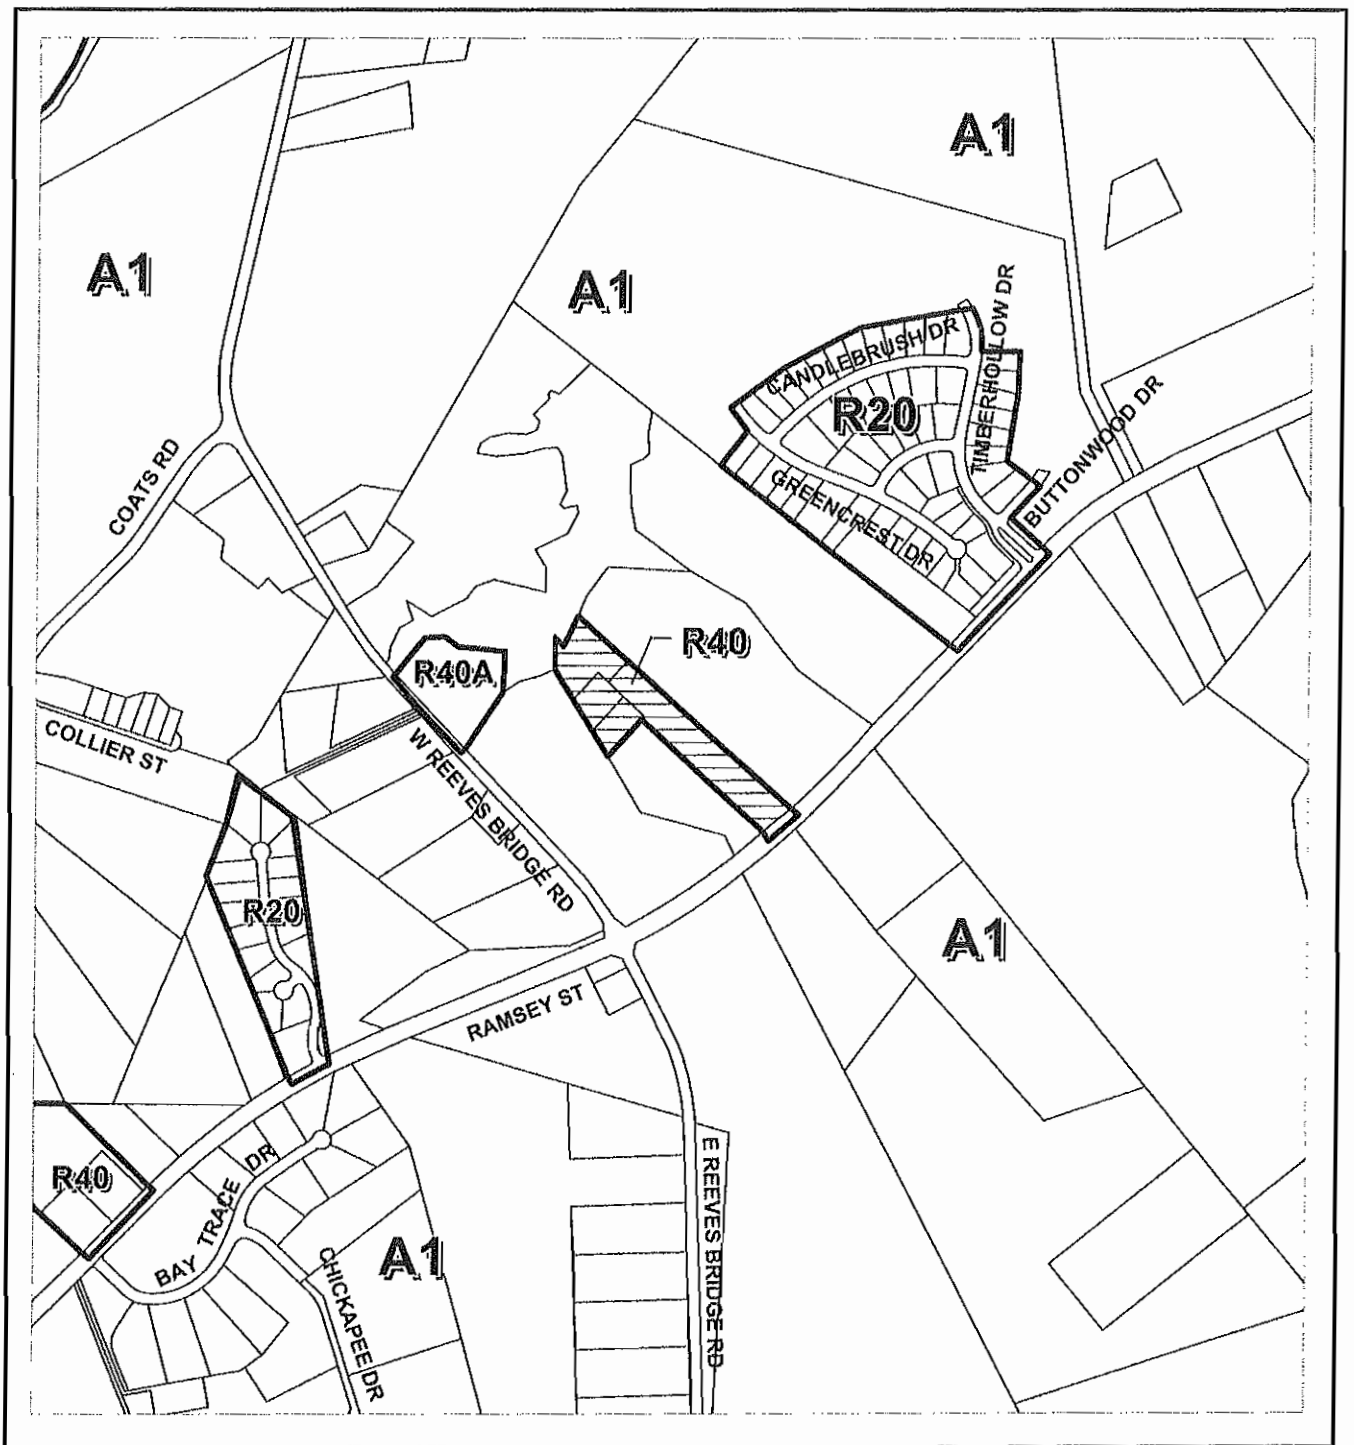 A1
A1
A1
TIMBERHOLLOW DR
CANDLEBRUSH DR
R20
BUTTONWOOD DR
COATS RD
GREENCREST DR
R40
R40A
COLLIER ST
W REEVES BRIDGE RD
R20
A1
RAMSEY ST
R40
BAY TRACE DR
E REEVES BRIDGE RD
A1
CHICKAPEE DR